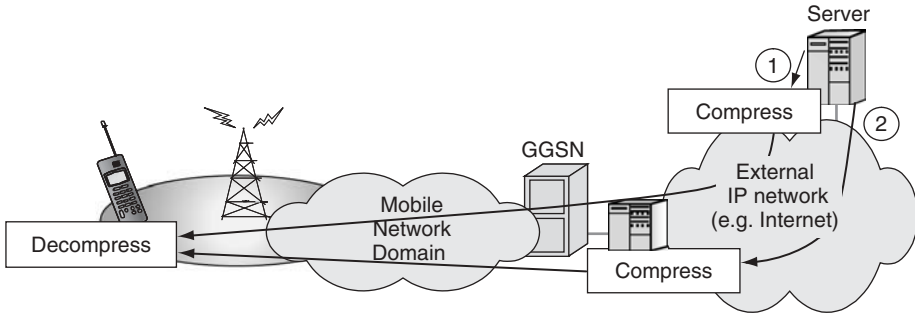 Server
1
Compress
2
GGSN
External
IP network
(e.g. Internet)
Mobile
Network
Domain
Decompress
Compress